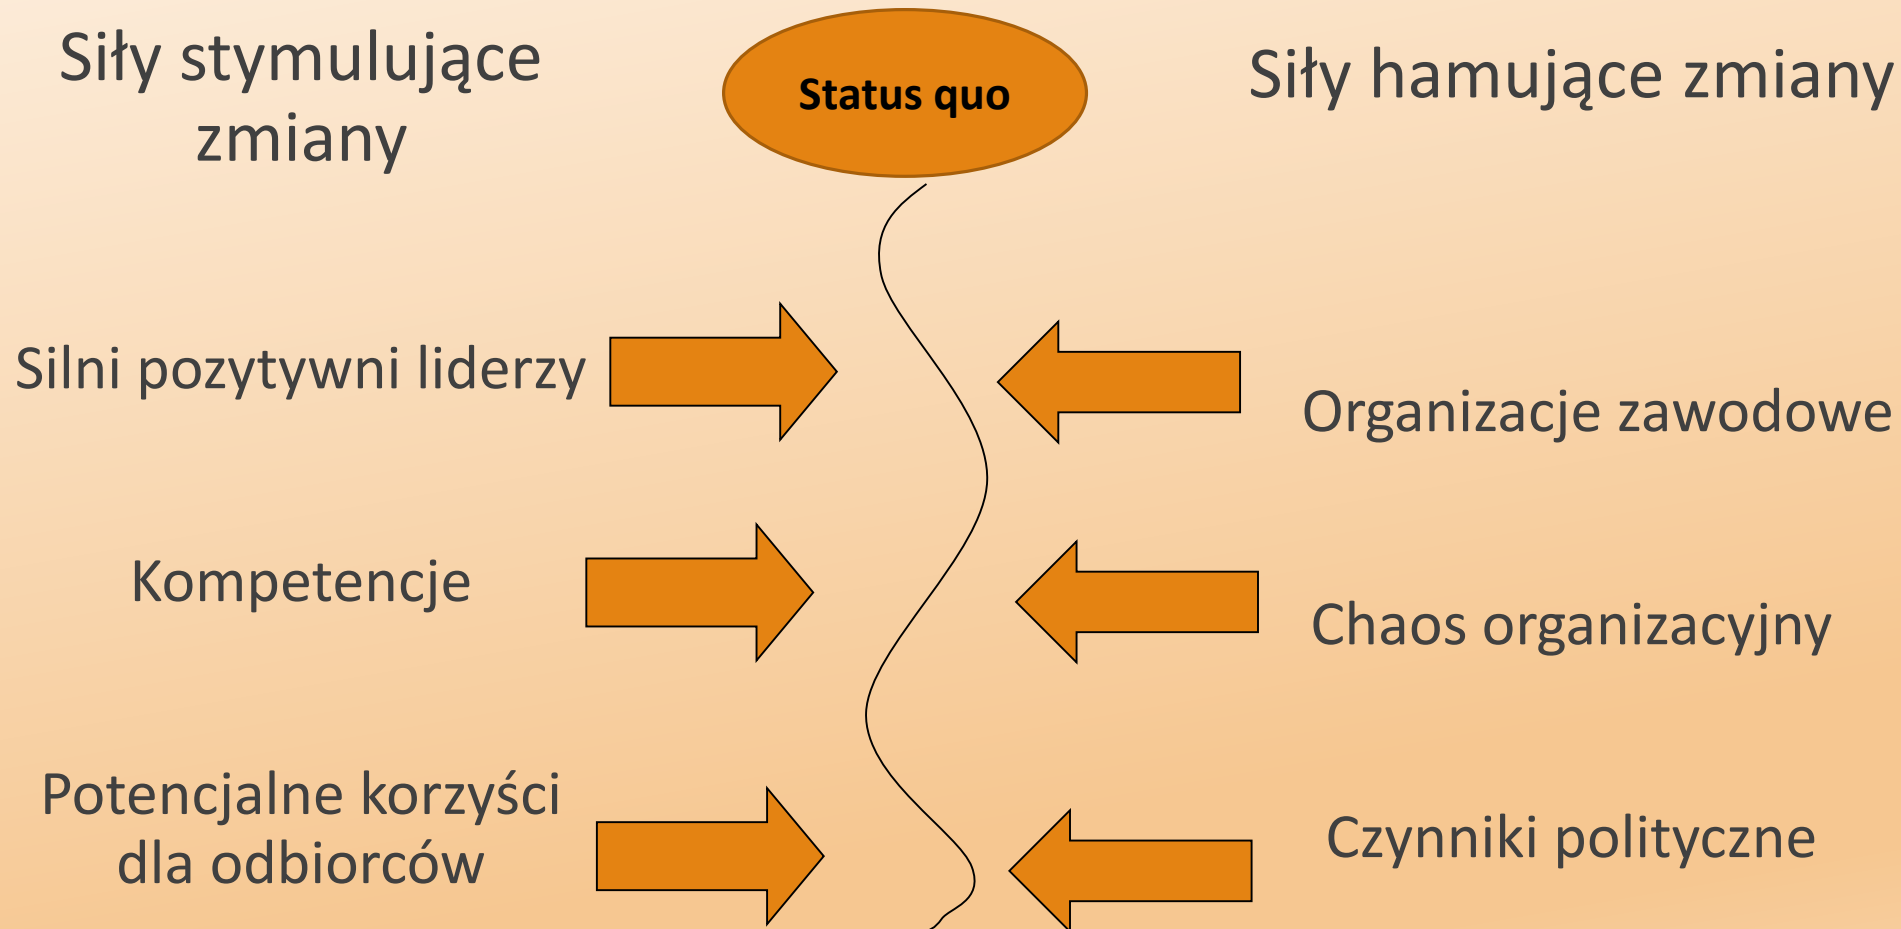 Siły stymulujące
zmiany
Status quo
Siły hamujące zmiany
Silni pozytywni liderzy
Organizacje zawodowe
Kompetencje
Chaos organizacyjny
Potencjalne korzyści
dla odbiorców
Czynniki polityczne